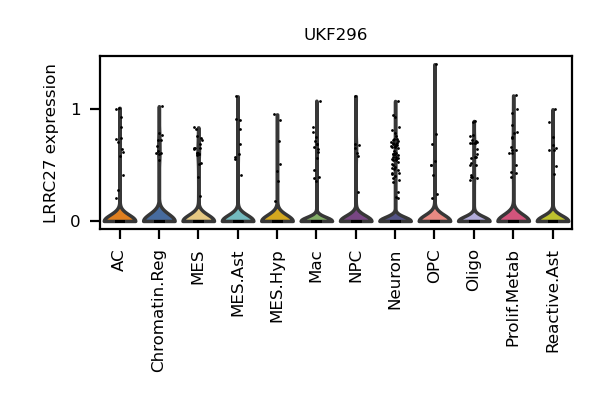 UKF296
LRRC27 expression
1
0
AC
Chromatin.Reg
MES
MES.Ast
MES.Hyp
Mac
NPC
Neuron
OPC
Oligo
Prolif.Metab
Reactive.Ast